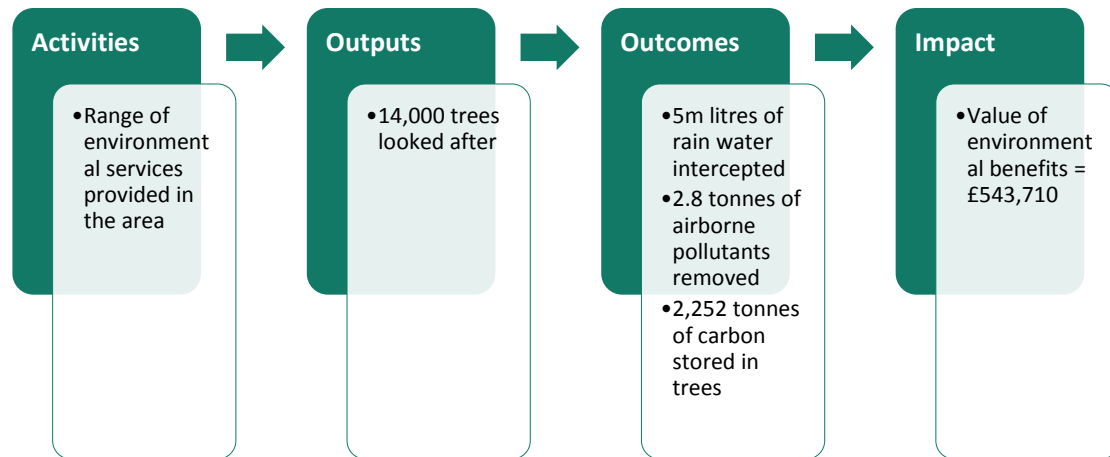 Activities
•Range of
environment
al services
provided in
the area
Outputs
•14,000 trees
looked after
Outcomes
•5m litres of
rain water
intercepted
•2.8 tonnes of
airborne
pollutants
removed
•2,252 tonnes
of carbon
stored in
trees
Impact
•Value of
environment
al benefits =
£543,710